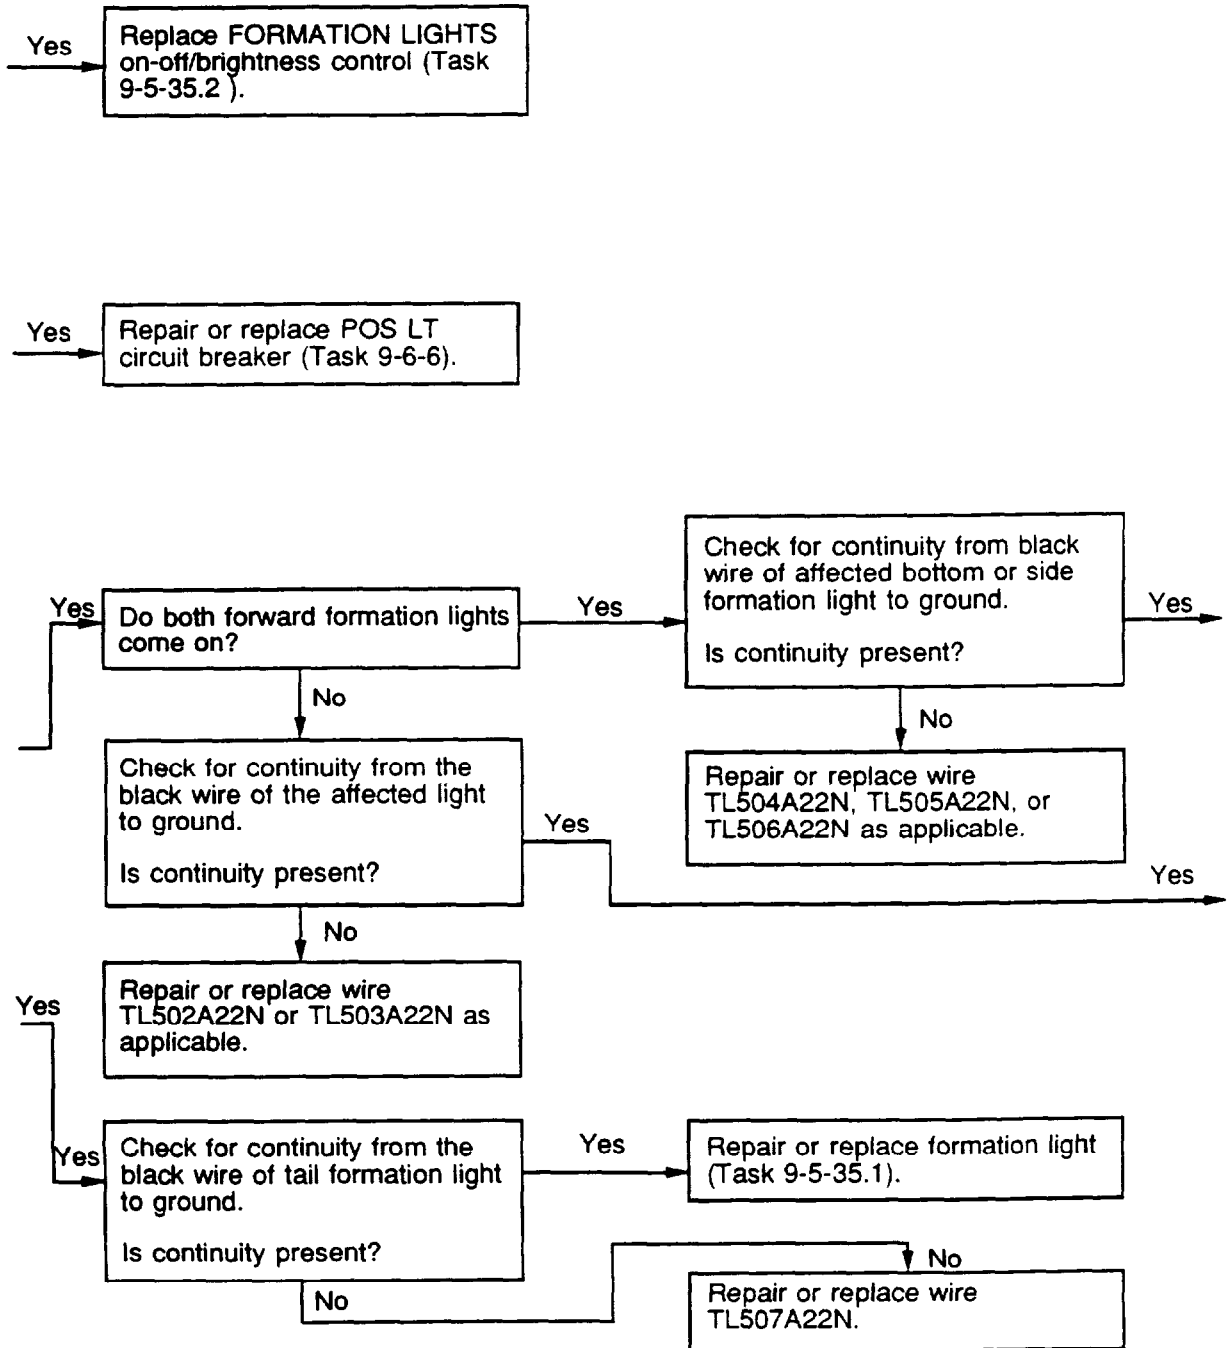 Yes
Replace FORMATION LIGHTS
on-off/brightness control (Task
9-5-35.2 ).
Yes
Repair or replace POS LT
circuit breaker (Task 9-6-6).
Yes
Do both forward formation lights
come on?
Yes
Check for continuity from black
wire of affected bottom or side
formation light to ground.
Is continuity present?
Yes
No
No
Check for continuity from the
black wire of the affected light
to ground.
Is continuity present?
Yes
Repair or replace wire
TL504A22N, TL505A22N, or
TL506A22N as applicable.
Yes
No
Repair or replace wire
TL502A22N or TL503A22N as
applicable.
Yes
Yes
Check for continuity from the
black wire of tail formation light
to ground.
Is continuity present?
Yes
Repair or replace formation light
(Task 9-5-35.1).
No
No
Repair or replace wire
TL507A22N.